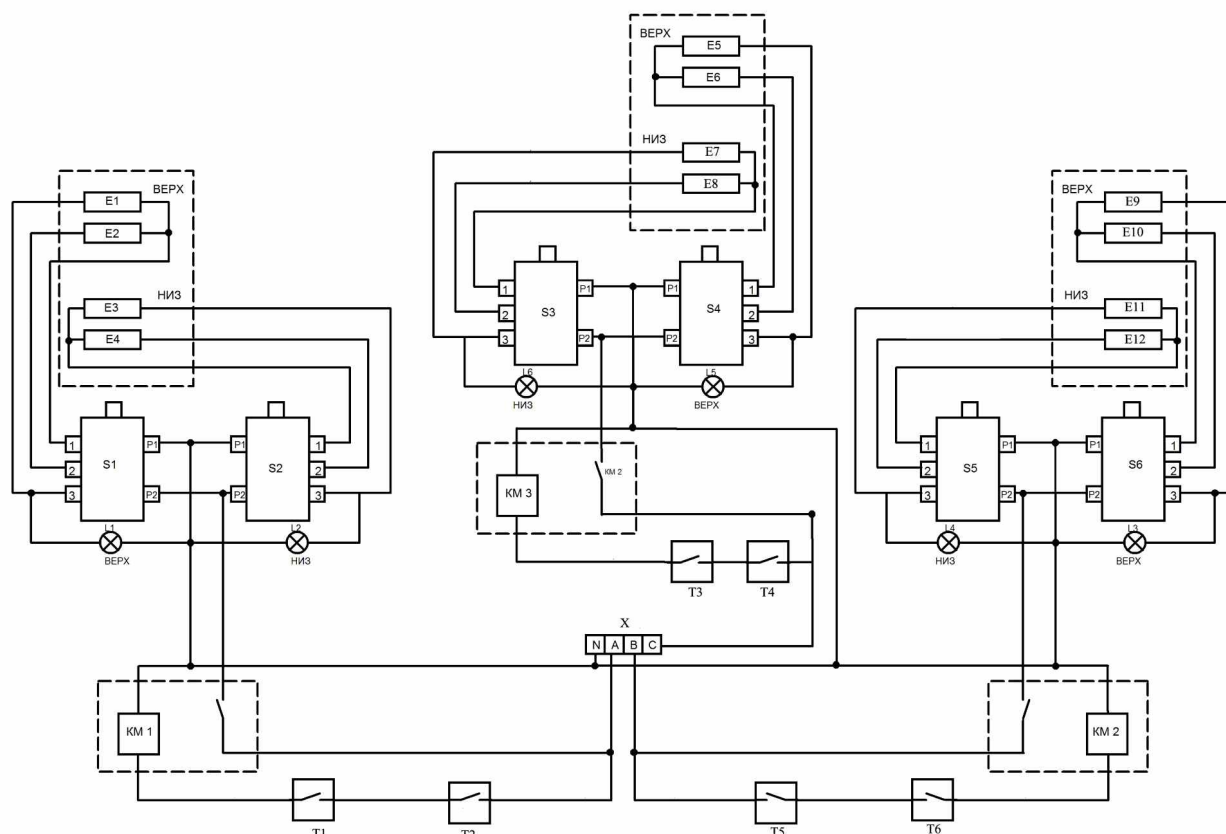 ВЕРХ
E5
E6
НИЗ
E7
E8
1
2
3
S3
P1
P2
P1
P2
S4
1
2
3
L6
НИЗ
L5
ВЕРХ
ВЕРХ
E1
E2
НИЗ
E3
E4
1
2
3
S1
P1
P2
P1
P2
S2
1
2
3
L1
ВЕРХ
L2
НИЗ
ВЕРХ
E9
E10
НИЗ
E11
E12
1
2
3
S5
P1
P2
P1
P2
S6
1
2
3
L4
НИЗ
L3
ВЕРХ
КМ 3
КМ 2
T3
T4
X
N A B C
КМ 1
КМ 2
T1
T2
T5
T6